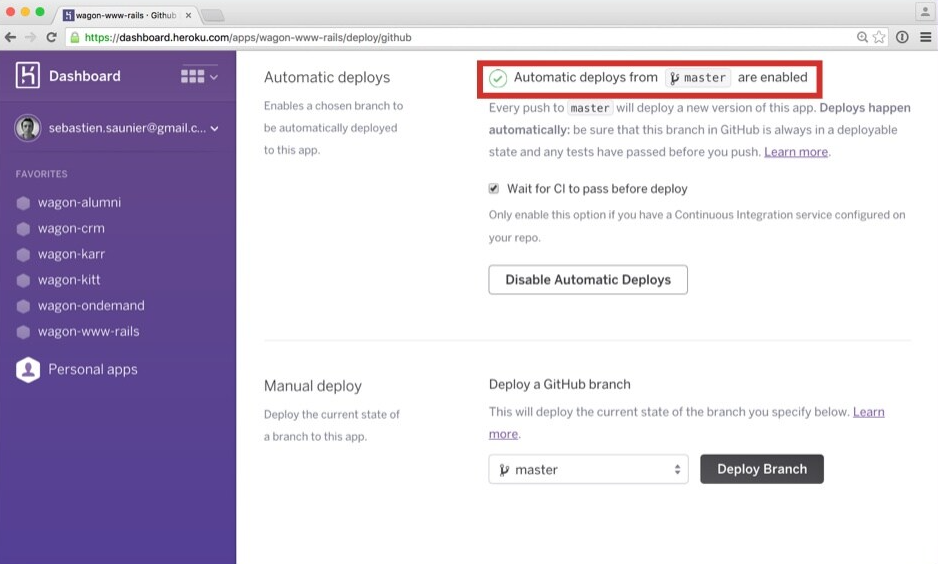 wagon-www-rails · Github
https://dashboard.heroku.com/apps/wagon-www-rails/deploy/github
Dashboard
sebastien.saunier@gmail.c...
FAVORITES
wagon-alumni
wagon-crm
wagon-karr
wagon-kitt
wagon-ondemand
wagon-www-rails
Personal apps
Automatic deploys
Enables a chosen branch to
be automatically deployed
to this app.
Automatic deploys from master are enabled
Every push to master will deploy a new version of this app. Deploys happen
automatically: be sure that this branch in GitHub is always in a deployable
state and any tests have passed before you push. Learn more.
Wait for CI to pass before deploy
Only enable this option if you have a Continuous Integration service configured on
your repo.
Disable Automatic Deploys
Manual deploy
Deploy the current state of
a branch to this app.
Deploy a GitHub branch
This will deploy the current state of the branch you specify below. Learn
more.
master
Deploy Branch